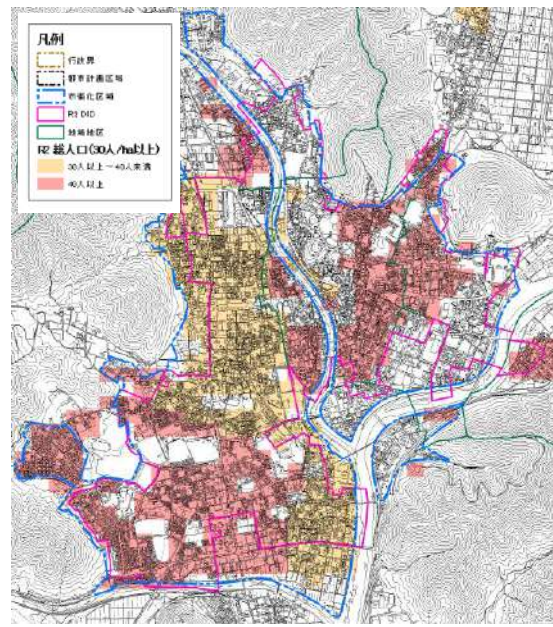 凡例
行政界
都市計画区域
市街化区域
R2 DID
地域地区
R2 総人口(30人/ha以上)
30人以上～40人未満
40人以上